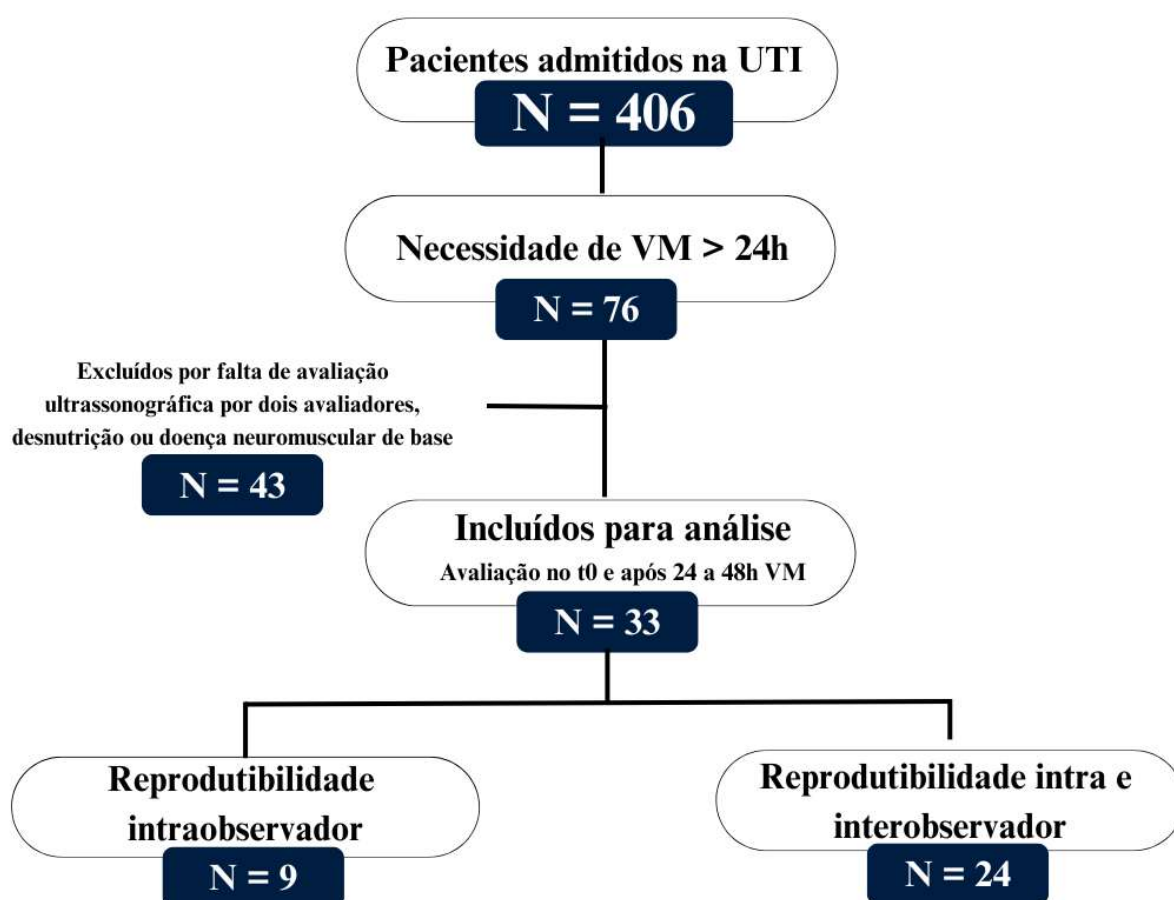 Pacientes admitidos na UTI
N = 406
Necessidade de VM > 24h
N = 76
Excluídos por falta de avaliação
ultrassonográfica por dois avaliadores,
desnutrição ou doença neuromuscular de base
N = 43
Incluídos para análise
Avaliação no t0 e após 24 a 48h VM
N = 33
Reprodutibilidade
intraobservador
N = 9
Reprodutibilidade intra e
interobservador
N = 24